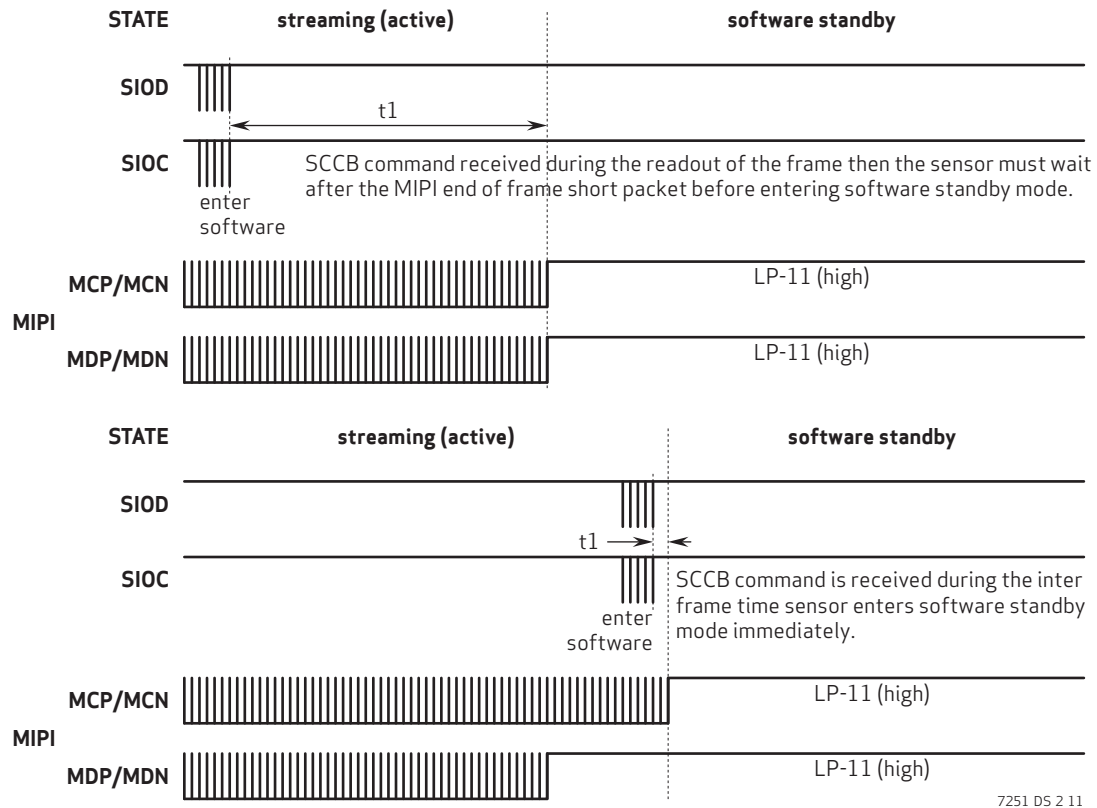 STATE streaming (active) software standby
SIOD
t1
SIOC
SCCB command received during the readout of the frame then the sensor must wait
after the MIPI end of frame short packet before entering software standby mode.
enter
software
MCP/MCN LP-11 (high)
MIPI
MDP/MDN LP-11 (high)
STATE streaming (active) software standby
SIOD
t1
SIOC
SCCB command is received during the inter
frame time sensor enters software standby
mode immediately.
enter
software
MCP/MCN LP-11 (high)
MIPI
MDP/MDN LP-11 (high)
7251_DS_2_11